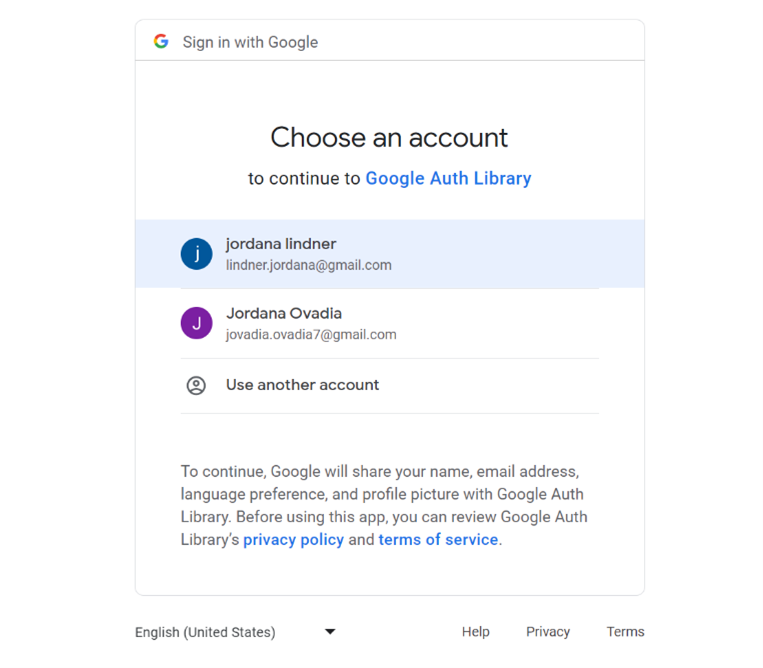 Sign in with Google
Choose an account
to continue to Google Auth Library
j
jordana lindner
lindner.jordana@gmail.com
J
Jordana Ovadia
jovadia.ovadia7@gmail.com
Use another account
To continue, Google will share your name, email address,
language preference, and profile picture with Google Auth
Library. Before using this app, you can review Google Auth
Library's privacy policy and terms of service.
English (United States) Help Privacy Terms